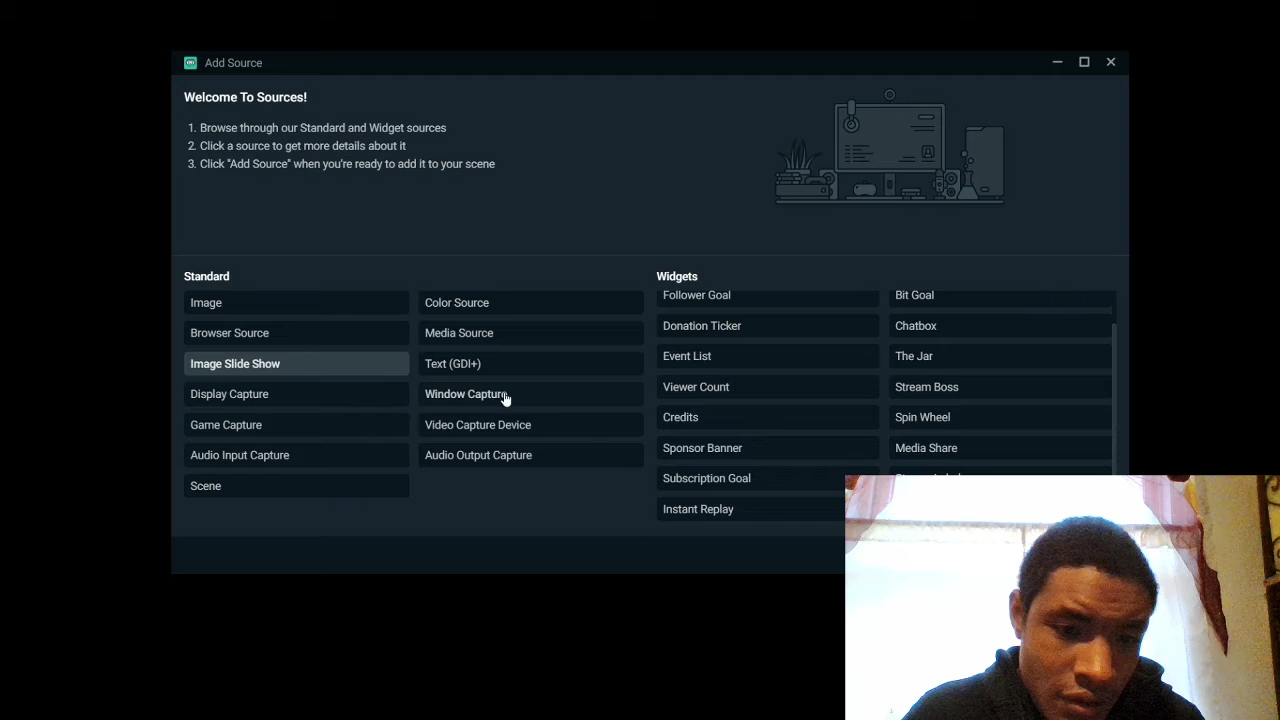 Add Source
Welcome To Sources!
1. Browse through our Standard and Widget sources
2. Click a source to get more details about it
3. Click "Add Source" when you're ready to add it to your scene
Standard
Image
Color Source
Browser Source
Media Source
Image Slide Show
Text (GDI+)
Display Capture
Window Capture
Game Capture
Video Capture Device
Audio Input Capture
Audio Output Capture
Scene
Widgets
Follower Goal
Bit Goal
Donation Ticker
Chatbox
Event List
The Jar
Viewer Count
Stream Boss
Credits
Spin Wheel
Sponsor Banner
Media Share
Subscription Goal
Instant Replay